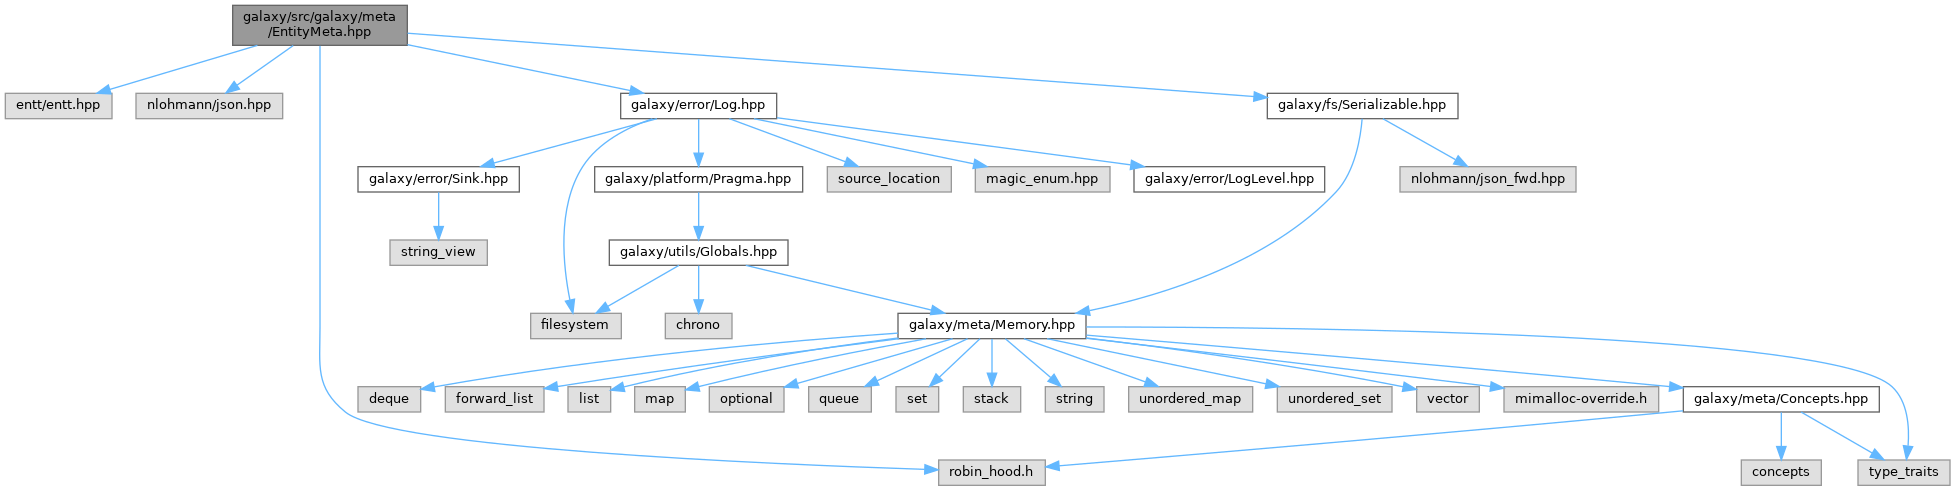 galaxy/src/galaxy/meta
/EntityMeta.hpp
entt/entt.hpp
nlohmann/json.hpp
galaxy/error/Log.hpp
galaxy/fs/Serializable.hpp
galaxy/error/Sink.hpp
galaxy/platform/Pragma.hpp
source_location
magic_enum.hpp
galaxy/error/LogLevel.hpp
nlohmann/json_fwd.hpp
string_view
galaxy/utils/Globals.hpp
filesystem
chrono
galaxy/meta/Memory.hpp
deque
forward_list
list
map
optional
queue
set
stack
string
unordered_map
unordered_set
vector
mimalloc-override.h
galaxy/meta/Concepts.hpp
robin_hood.h
concepts
type_traits